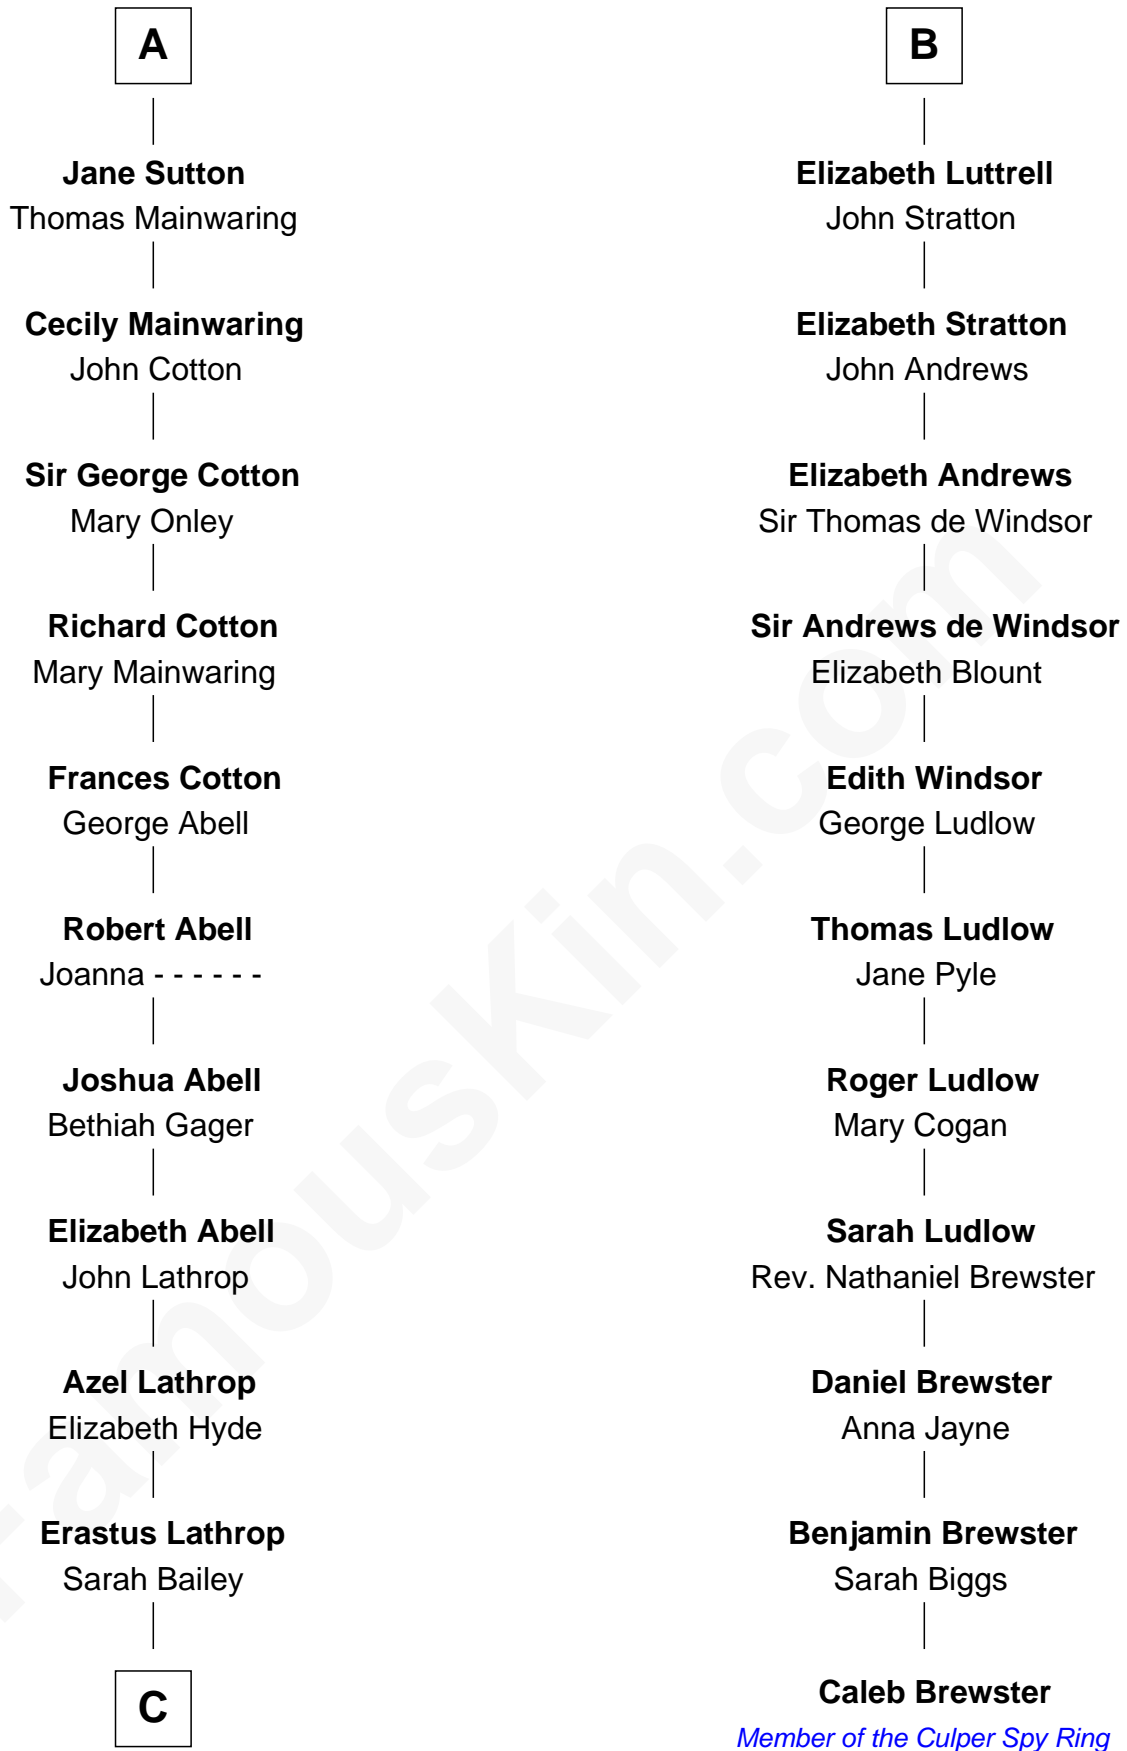 A
Jane Sutton
Thomas Mainwaring
Cecily Mainwaring
John Cotton
Sir George Cotton
Mary Onley
Richard Cotton
Mary Mainwaring
Frances Cotton
George Abell
Robert Abell
Joanna - - - - - -
Joshua Abell
Bethiah Gager
Elizabeth Abell
John Lathrop
Azel Lathrop
Elizabeth Hyde
Erastus Lathrop
Sarah Bailey
C
B
Elizabeth Luttrell
John Stratton
Elizabeth Stratton
John Andrews
Elizabeth Andrews
Sir Thomas de Windsor
Sir Andrews de Windsor
Elizabeth Blount
Edith Windsor
George Ludlow
Thomas Ludlow
Jane Pyle
Roger Ludlow
Mary Cogan
Sarah Ludlow
Rev. Nathaniel Brewster
Daniel Brewster
Anna Jayne
Benjamin Brewster
Sarah Biggs
Caleb Brewster
Member of the Culper Spy Ring
FamousKin.com